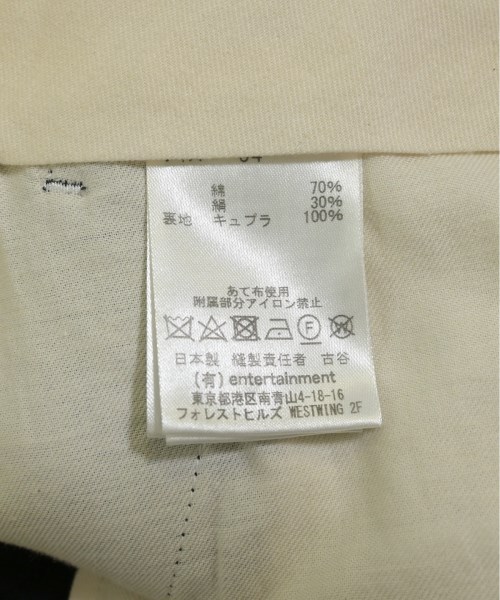 綿 70%
絹 30%
裏地 キュプラ 100%
あて布使用
附属部分アイロン禁止
F W
日本製 縫製責任者 古谷
(有) entertainment
東京都港区南青山4-18-16
フォレストヒルズ WESTWING 2F